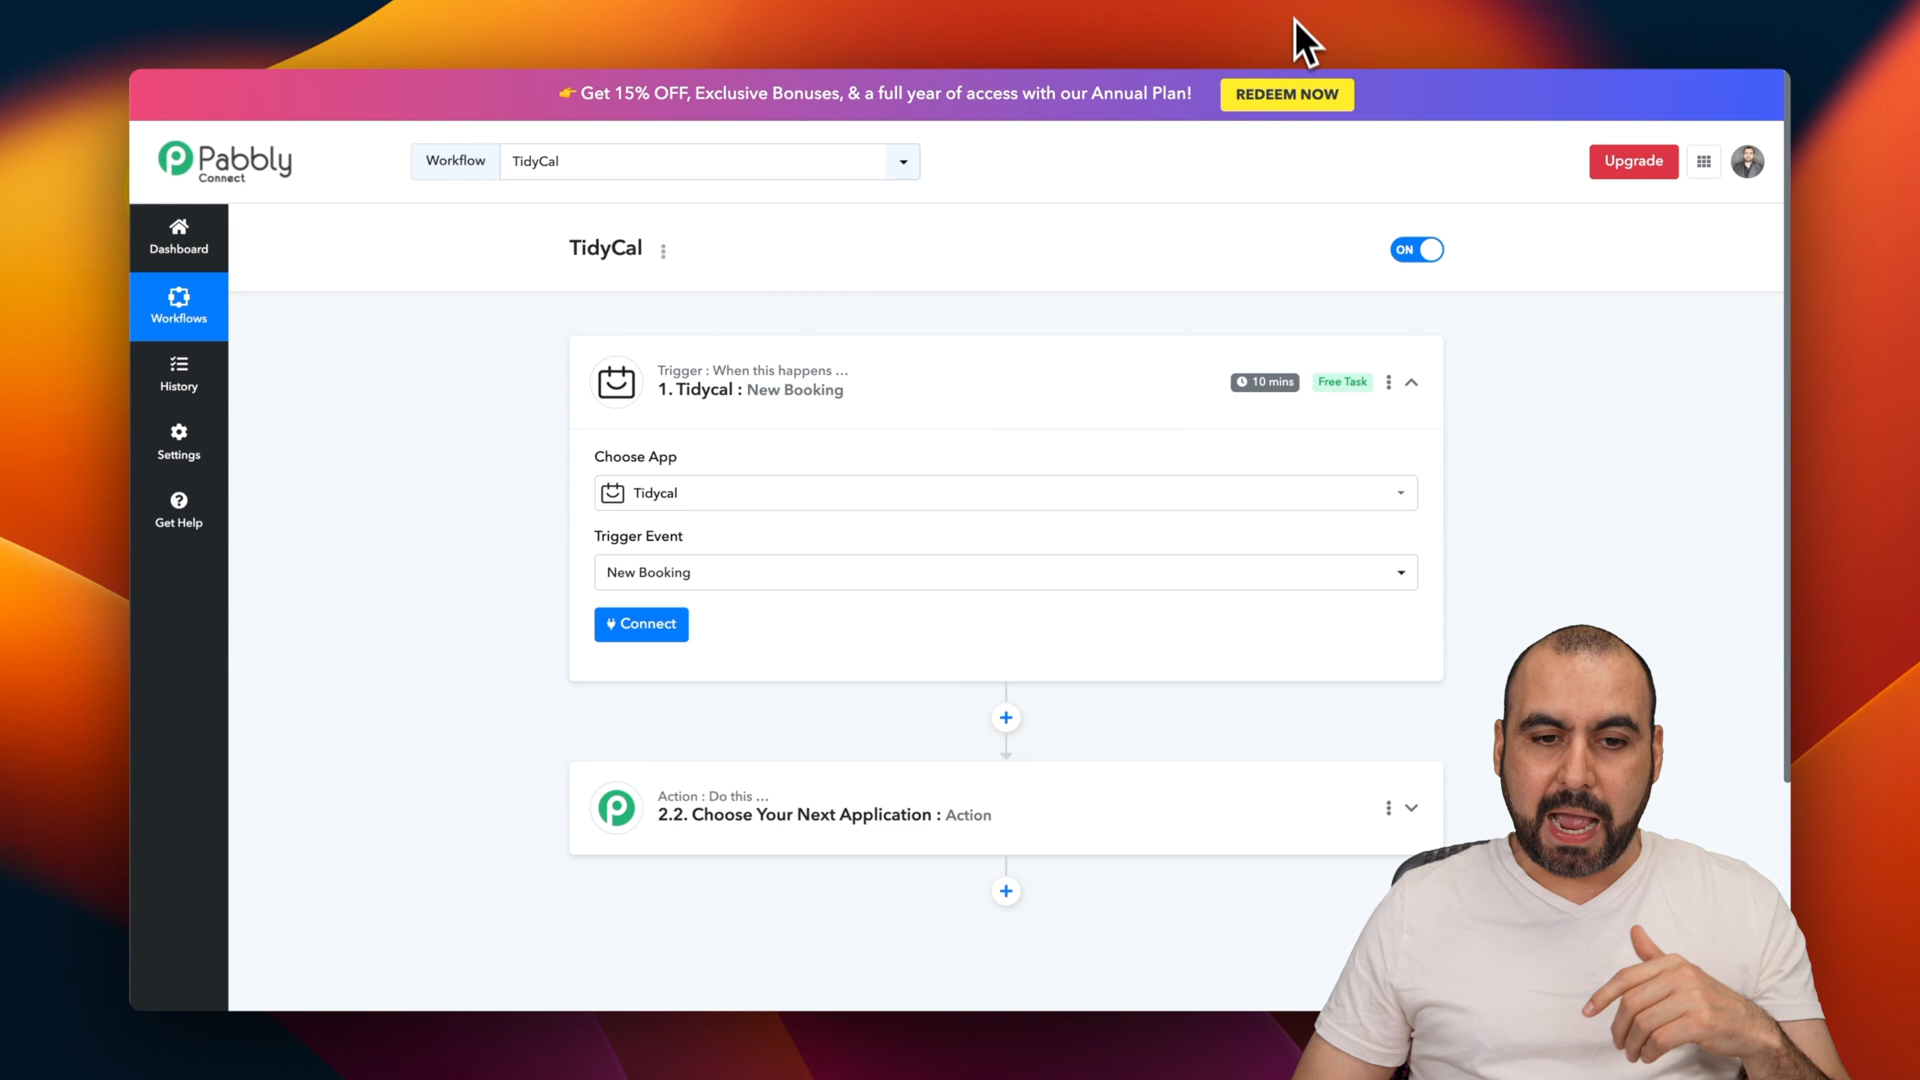 👉 Get 15% OFF, Exclusive Bonuses, & a full year of access with our Annual Plan!
REDEEM NOW
Pabbly
Connect
Workflow
TidyCal
Upgrade
Dashboard
Workflows
History
Settings
Get Help
TidyCal
ON
Trigger : When this happens ...
1. Tidycal : New Booking
10 mins
Free Task
Choose App
Tidycal
Trigger Event
New Booking
Connect
Action : Do this ...
2.2. Choose Your Next Application : Action